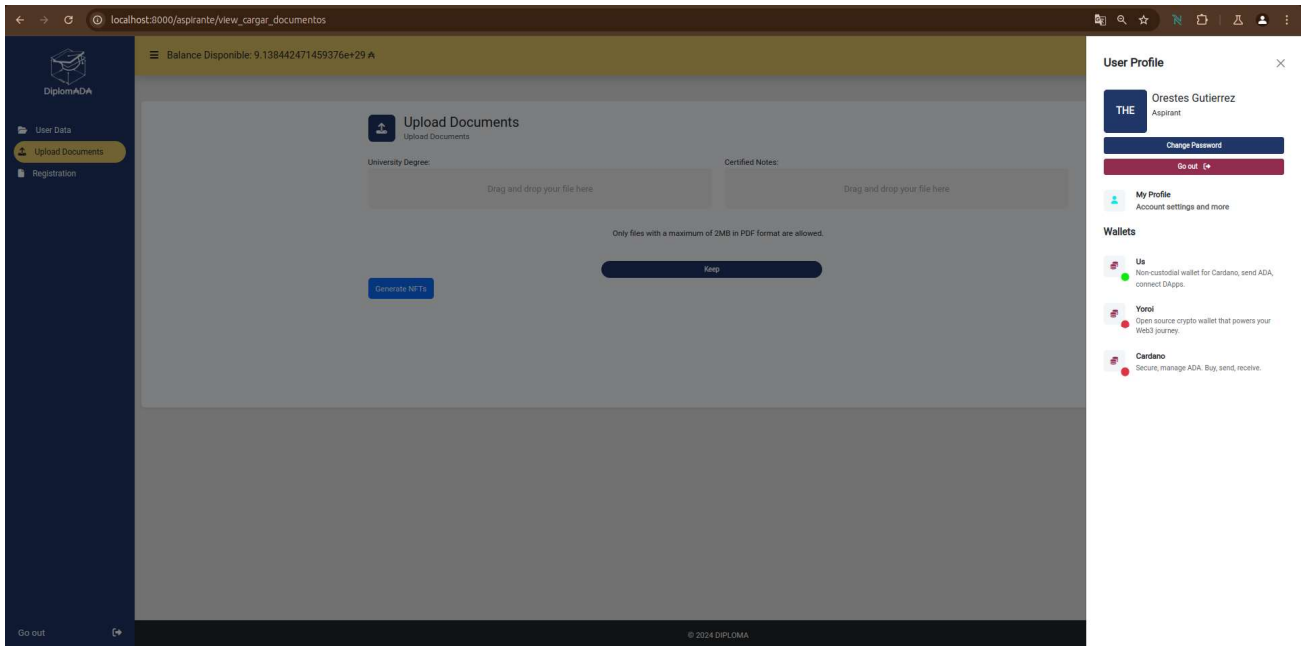 localhost:8000/aspirante/view_cargar_documentos
DiplomADA
User Data
Upload Documents
Registration
Go out
Balance Disponible: 9.138442471459376e+29 ₳
Upload Documents
Upload Documents
University Degree:
Certified Notes:
Drag and drop your file here
Drag and drop your file here
Only files with a maximum of 2MB in PDF format are allowed.
Keep
Generate NFTs
© 2024 DIPLOMA
User Profile
THE
Orestes Gutierrez
Aspirant
Change Password
Go out
My Profile
Account settings and more
Wallets
Us
Non-custodial wallet for Cardano, send ADA,
connect DApps.
Yoroi
Open source crypto wallet that powers your
Web3 journey.
Cardano
Secure, manage ADA. Buy, send, receive.